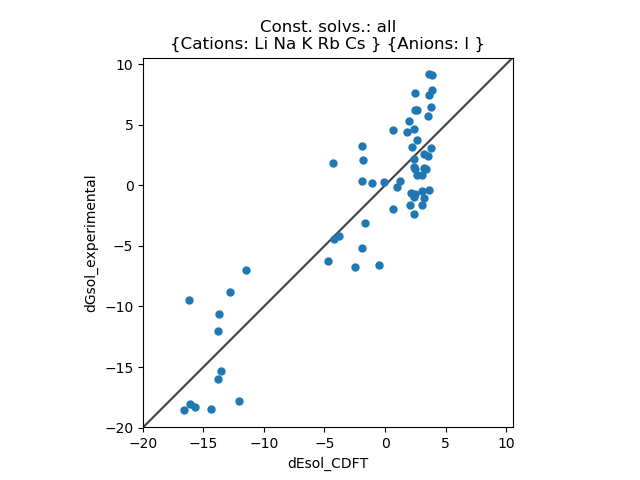 Const. solvs.: all
{Cations: Li Na K Rb Cs } {Anions: I }
10
5
0
−5
−10
−15
−20
dGsol_experimental
−20 −15 −10 −5 0 5 10
dEsol_CDFT